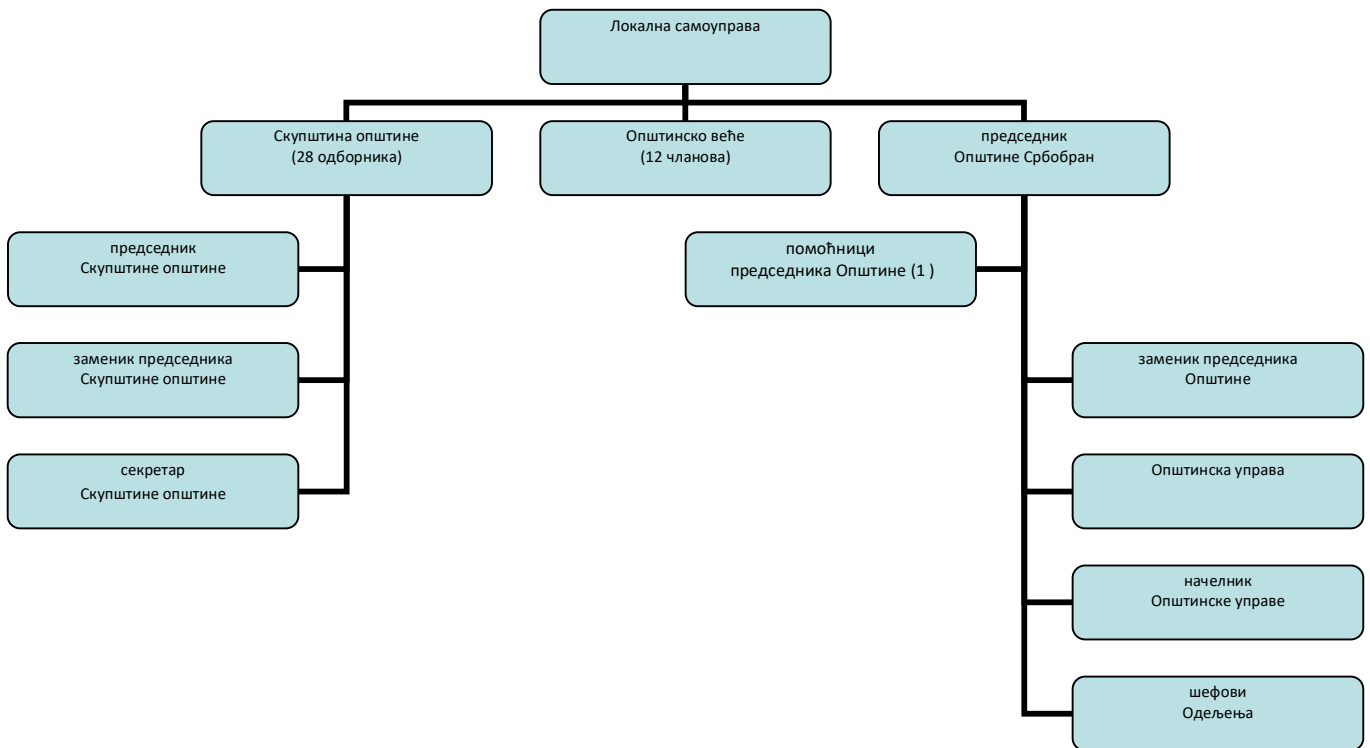 Локална самоуправа
Скупштина општине
(28 одборника)
Општинско веће
(12 чланова)
председник
Општине Србобран
председник
Скупштине општине
помоћници
председника Општине (1 )
заменик председника
Скупштине општине
заменик председника
Општине
секретар
Скупштине општине
Општинска управа
начелник
Општинске управе
шефови
Одељења